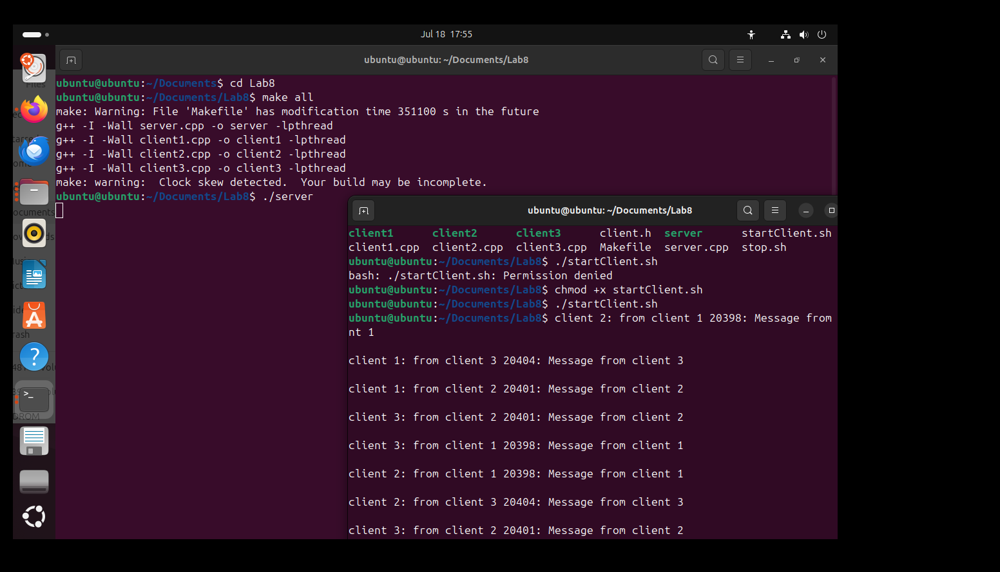 Jul 18 17:55
ubuntu@ubuntu: ~/Documents/Lab8
ubuntu@ubuntu:~/Documents$ cd Lab8
ubuntu@ubuntu:~/Documents/Lab8$ make all
make: Warning: File 'Makefile' has modification time 351100 s in the future
g++ -I -Wall server.cpp -o server -lpthread
g++ -I -Wall client1.cpp -o client1 -lpthread
g++ -I -Wall client2.cpp -o client2 -lpthread
g++ -I -Wall client3.cpp -o client3 -lpthread
make: warning:  Clock skew detected.  Your build may be incomplete.
ubuntu@ubuntu:~/Documents/Lab8$ ./server
ubuntu@ubuntu: ~/Documents/Lab8
client1 client2 client3 client.h server startClient.sh
client1.cpp client2.cpp client3.cpp Makefile server.cpp stop.sh
ubuntu@ubuntu:~/Documents/Lab8$ ./startClient.sh
bash: ./startClient.sh: Permission denied
ubuntu@ubuntu:~/Documents/Lab8$ chmod +x startClient.sh
ubuntu@ubuntu:~/Documents/Lab8$ ./startClient.sh
ubuntu@ubuntu:~/Documents/Lab8$ client 2: from client 1 20398: Message from
nt 1
client 1: from client 3 20404: Message from client 3
client 1: from client 2 20401: Message from client 2
client 3: from client 2 20401: Message from client 2
client 3: from client 1 20398: Message from client 1
client 2: from client 1 20398: Message from client 1
client 2: from client 3 20404: Message from client 3
client 3: from client 2 20401: Message from client 2
Files